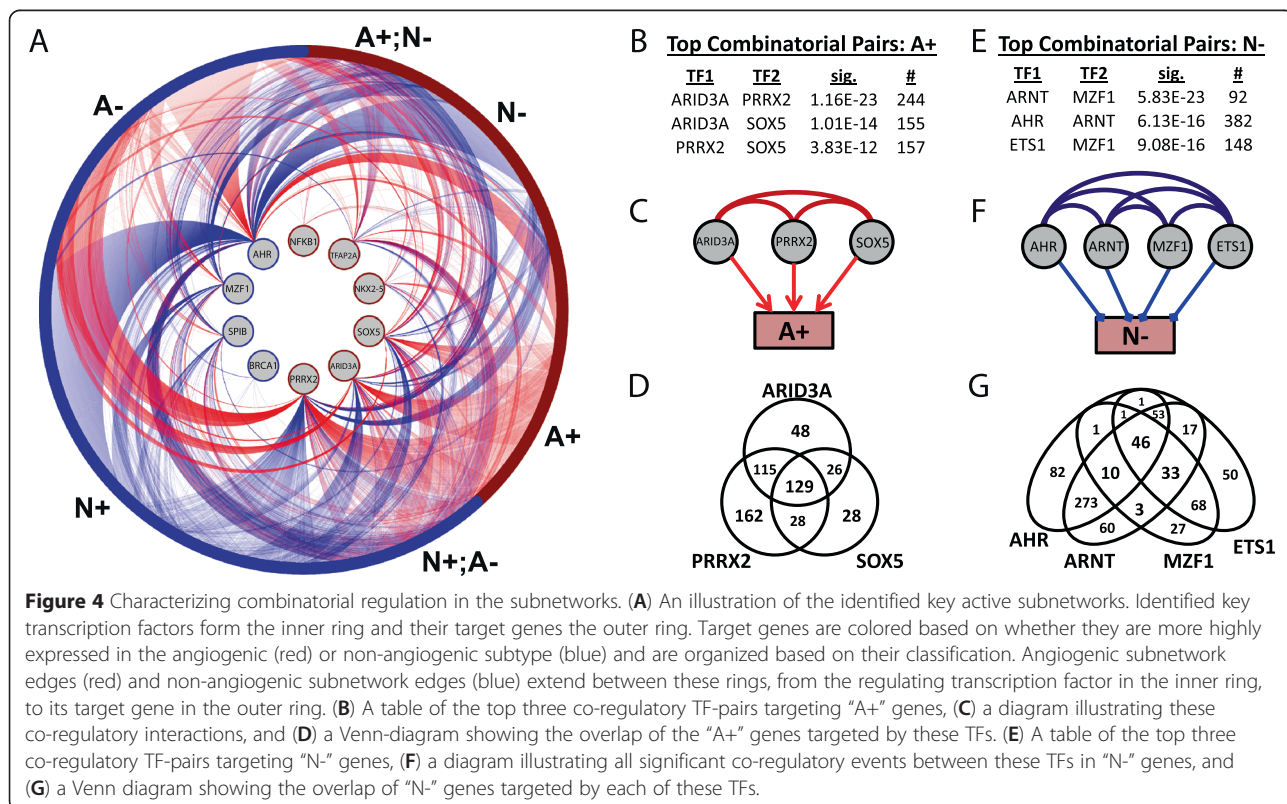 A
A+;N-
N-
A+
N+;A-
N+
A-
NFKB1
TFAP2A
NKX2-5
SOX5
ARID3A
PRRX2
BRCA1
SPIB
MZF1
AHR
B Top Combinatorial Pairs: A+
TF1 TF2 sig. #
ARID3A PRRX2 1.16E-23 244
ARID3A SOX5 1.01E-14 155
PRRX2 SOX5 3.83E-12 157
C
ARID3A PRRX2 SOX5
A+
D
ARID3A
48
115 26
129
162 28 28
PRRX2 SOX5
E Top Combinatorial Pairs: N-
TF1 TF2 sig. #
ARNT MZF1 5.83E-23 92
AHR ARNT 6.13E-16 382
ETS1 MZF1 9.08E-16 148
F
AHR ARNT MZF1 ETS1
N-
G
1
1 1 53 17
46
82 10 33 50
273 3 68
60 27
AHR ARNT MZF1 ETS1
Figure 4 Characterizing combinatorial regulation in the subnetworks. (A) An illustration of the identified key active subnetworks. Identified key
transcription factors form the inner ring and their target genes the outer ring. Target genes are colored based on whether they are more highly
expressed in the angiogenic (red) or non-angiogenic subtype (blue) and are organized based on their classification. Angiogenic subnetwork
edges (red) and non-angiogenic subnetwork edges (blue) extend between these rings, from the regulating transcription factor in the inner ring,
to its target gene in the outer ring. (B) A table of the top three co-regulatory TF-pairs targeting “A+” genes, (C) a diagram illustrating these
co-regulatory interactions, and (D) a Venn-diagram showing the overlap of the “A+” genes targeted by these TFs. (E) A table of the top three
co-regulatory TF-pairs targeting “N-” genes, (F) a diagram illustrating all significant co-regulatory events between these TFs in “N-” genes, and
(G) a Venn diagram showing the overlap of “N-” genes targeted by each of these TFs.